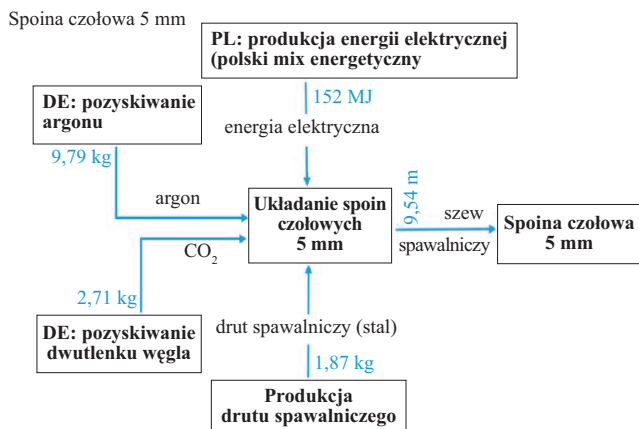 Spoina czołowa 5 mm
PL: produkcja energii elektrycznej
(polski mix energetyczny
152 MJ
energia elektryczna
DE: pozyskiwanie
argonu
9,79 kg
argon
Układanie spoin
czołowych
5 mm
9,54 m
szew
spawalniczy
Spoina czołowa
5 mm
CO₂
2,71 kg
DE: pozyskiwanie
dwutlenku węgla
drut spawalniczy (stal)
1,87 kg
Produkcja
drutu spawalniczego